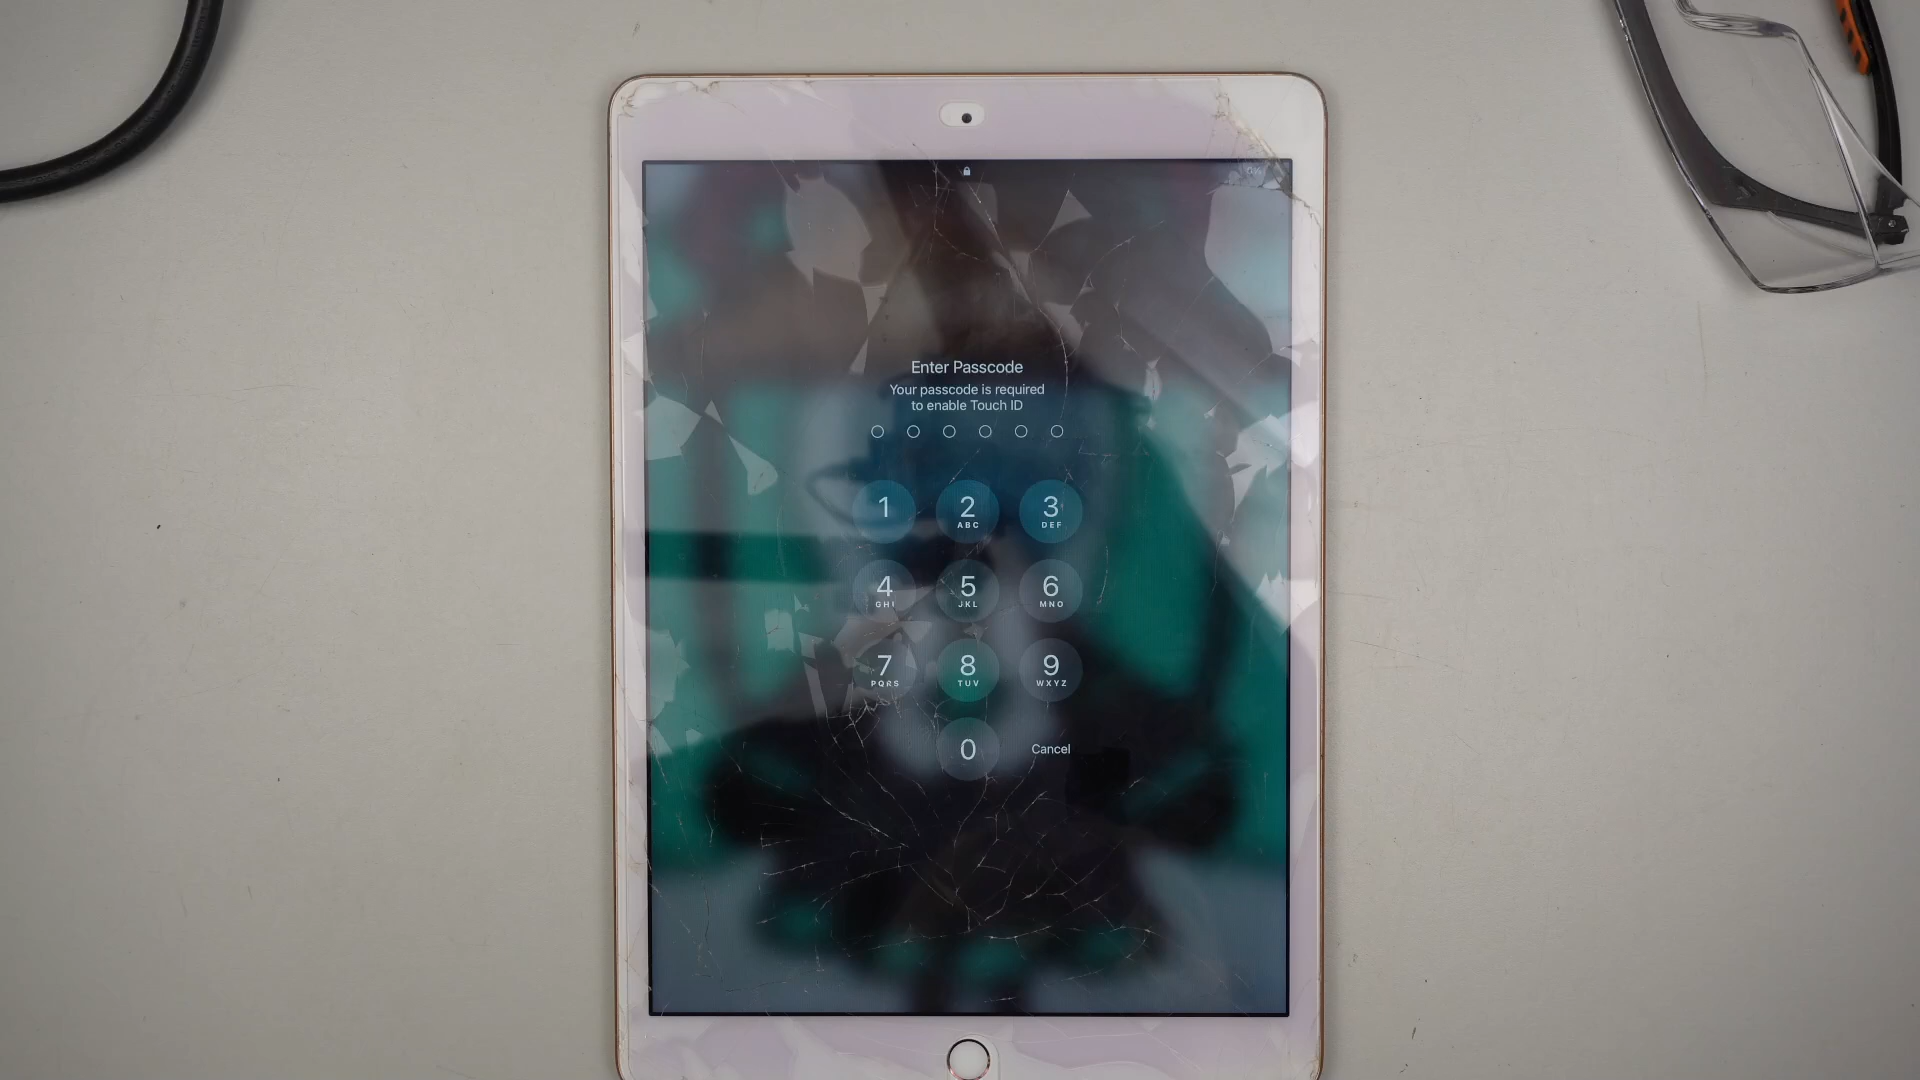 0%
Enter Passcode
Your passcode is required
to enable Touch ID
1 2 3
ABC DEF
4 5 6
GHI JKL MNO
7 8 9
PQRS TUV WXYZ
0 Cancel